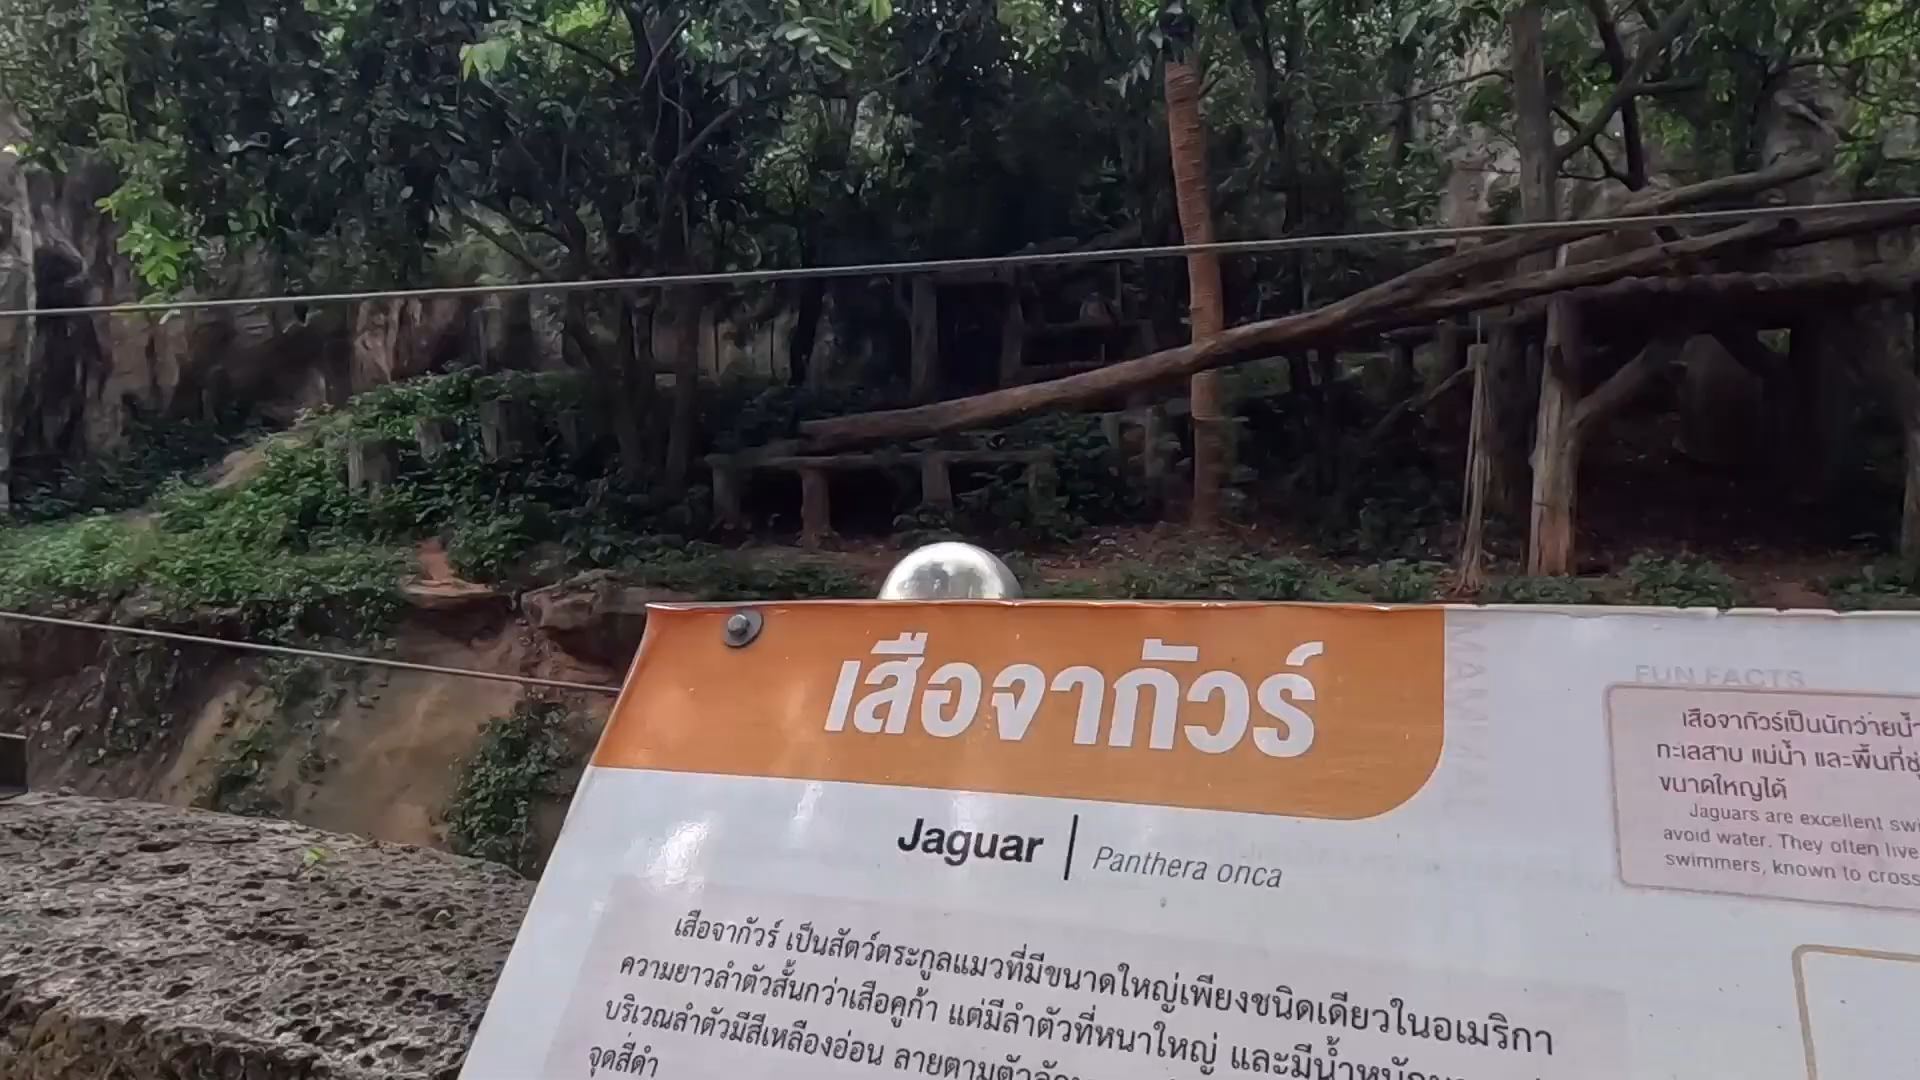 เสือจากัวร์
Jaguar | Panthera onca
เสือจากัวร์ เป็นสัตว์ตระกูลแมวที่มีขนาดใหญ่เพียงชนิดเดียวในอเมริกา
ความยาวลำตัวสั้นกว่าเสือคูก้า แต่มีลำตัวที่หนาใหญ่ และมีน้ำหนัก
บริเวณลำตัวมีสีเหลืองอ่อน ลายตามตัว
จุดสีดำ
MAMMAL
FUN FACTS
เสือจากัวร์เป็นนักว่ายน้ำ
ทะเลสาบ แม่น้ำ และพื้นที่
ขนาดใหญ่ได้
Jaguars are excellent
avoid water. They often live
swimmers, known to cross